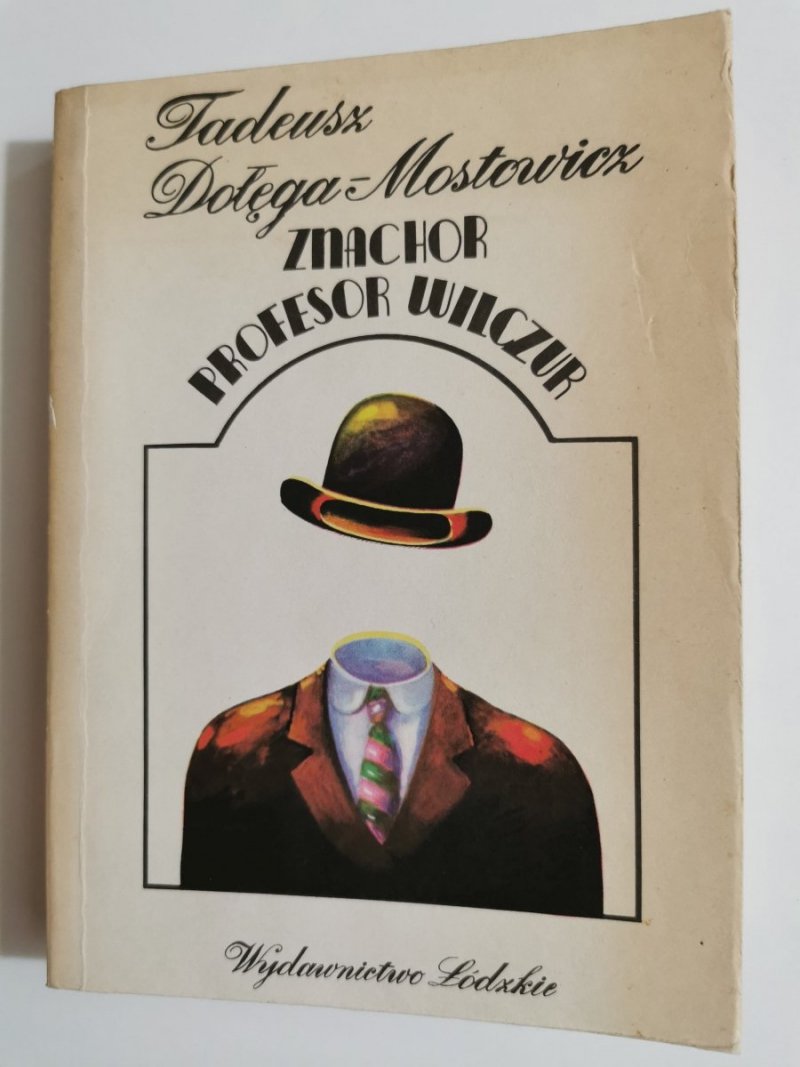 Tadeusz
Dołęga-Mostowicz
ZNACHOR
PROFESOR WILCZUR
Wydawnictwo Łódzkie